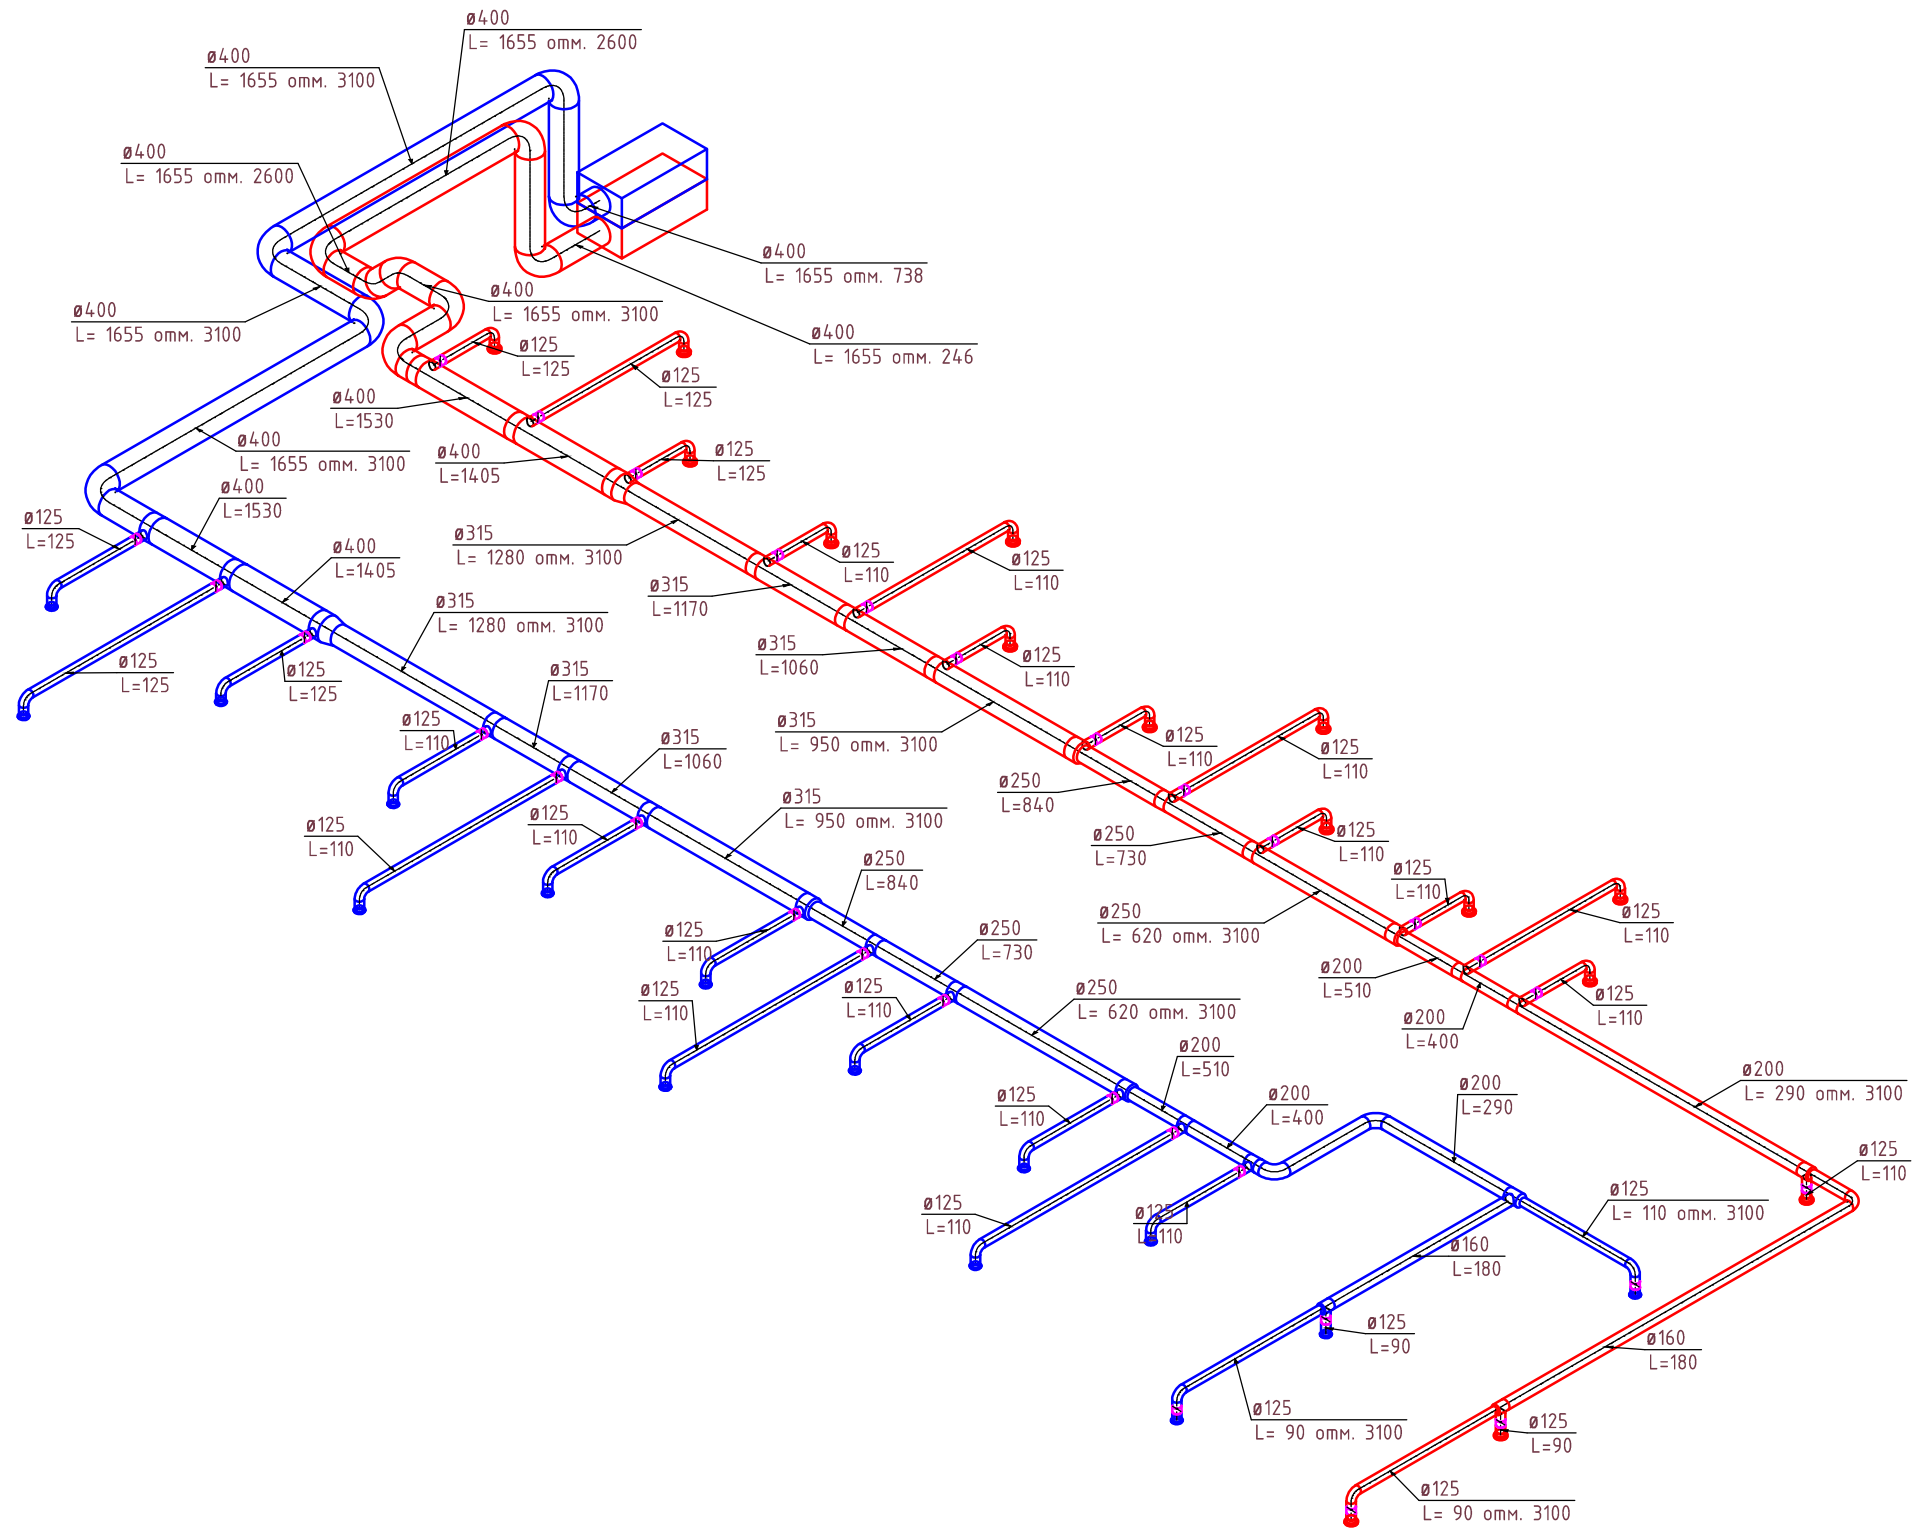 ø400
L= 1655 отм. 2600
ø400
L= 1655 отм. 3100
ø400
L= 1655 отм. 2600
ø400
L= 1655 отм. 738
ø400
L= 1655 отм. 3100
ø400
L= 1655 отм. 3100
ø400
L= 1655 отм. 246
ø125
L=125
ø125
L=125
ø400
L=1530
ø400
L= 1655 отм. 3100
ø400
L=1405
ø125
L=125
ø400
L=1530
ø125
L=125
ø400
L=1405
ø315
L= 1280 отм. 3100
ø125
L=110
ø125
L=110
ø315
L=1170
ø315
L= 1280 отм. 3100
ø315
L=1060
ø125
L=110
ø125
L=125
ø125
L=125
ø315
L=1170
ø125
L=110
ø315
L= 950 отм. 3100
ø125
L=110
ø125
L=110
ø315
L=1060
ø250
L=840
ø315
L= 950 отм. 3100
ø125
L=110
ø125
L=110
ø125
L=110
ø250
L=730
ø250
L=840
ø125
L=110
ø250
L= 620 отм. 3100
ø125
L=110
ø125
L=110
ø250
L=730
ø200
L=510
ø125
L=110
ø125
L=110
ø125
L=110
ø250
L= 620 отм. 3100
ø200
L=400
ø200
L=510
ø200
L= 290 отм. 3100
ø125
L=110
ø200
L=400
ø200
L=290
ø125
L=110
ø125
L=110
ø125
L=110
ø125
L= 110 отм. 3100
ø160
L=180
ø125
L=90
ø160
L=180
ø125
L= 90 отм. 3100
ø125
L=90
ø125
L= 90 отм. 3100